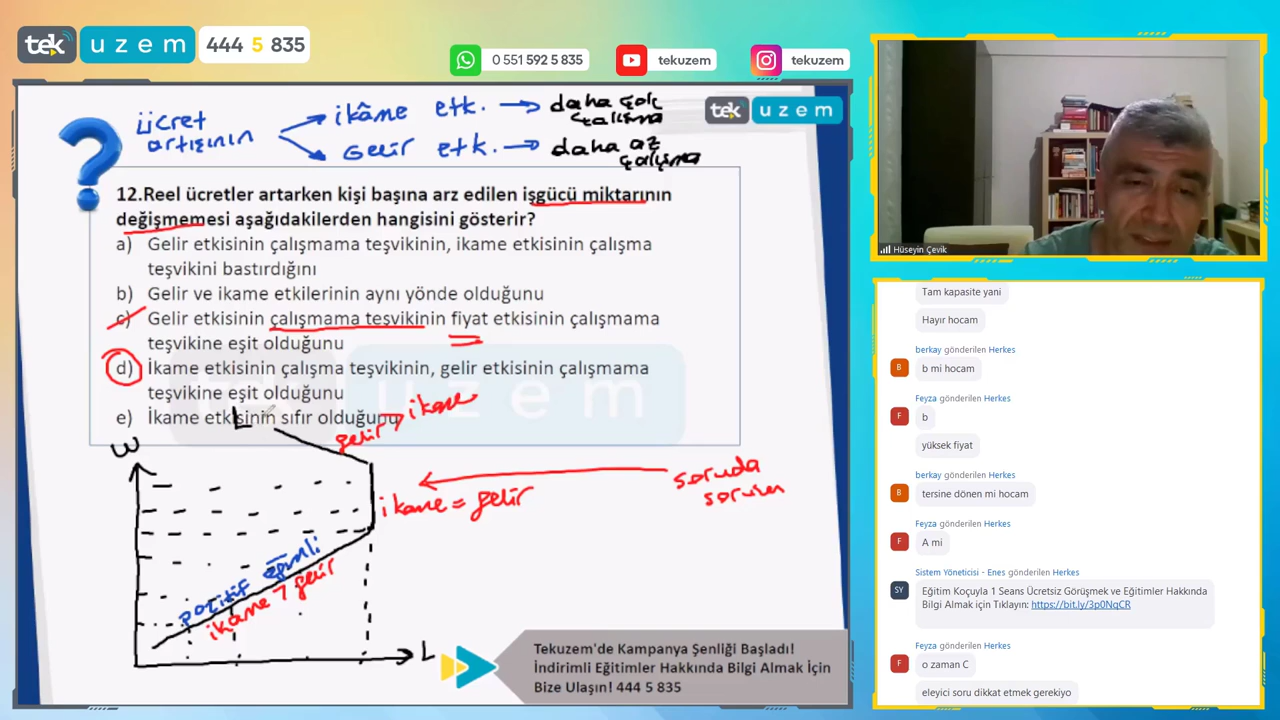 tek
uzem
444 5 835
0 551 592 5 835
tekuzem
tekuzem
ücret artışının
ikâme etk. → daha çok çalışma
Gelir etk. → daha az çalışma
tek uzem
12.Reel ücretler artarken kişi başına arz edilen işgücü miktarının
değişmemesi aşağıdakilerden hangisini gösterir?
a) Gelir etkisinin çalışmama teşvikinin, ikame etkisinin çalışma
teşvikini bastırdığını
b) Gelir ve ikame etkilerinin aynı yönde olduğunu
c) Gelir etkisinin çalışmama teşvikinin fiyat etkisinin çalışmama
teşvikine eşit olduğunu
d) İkame etkisinin çalışma teşvikinin, gelir etkisinin çalışmama
teşvikine eşit olduğunu
e) İkame etkisinin sıfır olduğunu
tek uzem
L
gelir > ikame
W
ikame = gelir
soruda sorulan
pozitif eğimli
ikame > gelir
L
Tekuzem'de Kampanya Şenliği Başladı!
İndirimli Eğitimler Hakkında Bilgi Almak İçin
Bize Ulaşın! 444 5 835
Hüseyin Çevik
Tam kapasite yani
Hayır hocam
berkay gönderilen Herkes
B
b mi hocam
Feyza gönderilen Herkes
F
b
yüksek fiyat
berkay gönderilen Herkes
B
tersine dönen mi hocam
Feyza gönderilen Herkes
F
A mi
Sistem Yöneticisi - Enes gönderilen Herkes
SY
Eğitim Koçuyla 1 Seans Ücretsiz Görüşmek ve Eğitimler Hakkında
Bilgi Almak için Tıklayın: https://bit.ly/3p0NqCR
Feyza gönderilen Herkes
F
o zaman C
eleyici soru dikkat etmek gerekiyo